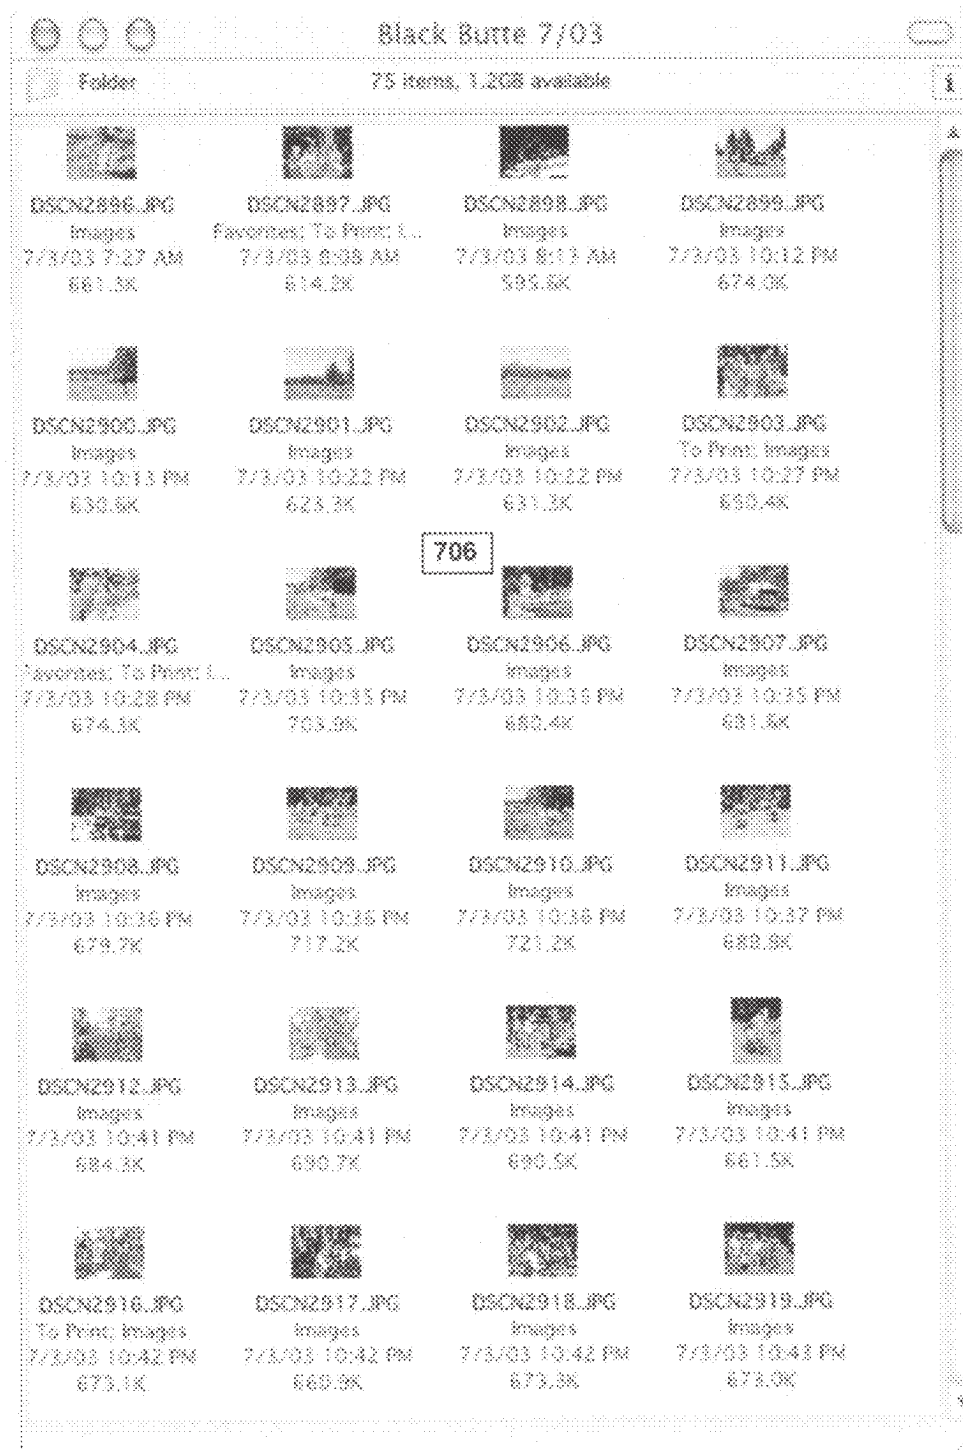 Black Butte 7/03
Folder 75 items, 1.2GB available i
DSCN2896.JPG DSCN2897.JPG DSCN2898.JPG DSCN2899.JPG
Images Favorites; To Print; I... Images Images
7/3/03 7:27 AM 7/3/03 8:08 AM 7/3/03 8:13 AM 7/3/03 10:12 PM
661.3K 614.2K 595.6K 674.0K
DSCN2900.JPG DSCN2901.JPG DSCN2902.JPG DSCN2903.JPG
Images Images Images To Print; Images
7/3/03 10:13 PM 7/3/03 10:22 PM 7/3/03 10:22 PM 7/3/03 10:27 PM
630.6K 623.3K 631.3K 690.4K
706
DSCN2904.JPG DSCN2905.JPG DSCN2906.JPG DSCN2907.JPG
Favorites; To Print; I... Images Images Images
7/3/03 10:28 PM 7/3/03 10:35 PM 7/3/03 10:35 PM 7/3/03 10:35 PM
674.3K 703.9K 680.4K 691.6K
DSCN2908.JPG DSCN2909.JPG DSCN2910.JPG DSCN2911.JPG
Images Images Images Images
7/3/03 10:36 PM 7/3/03 10:36 PM 7/3/03 10:36 PM 7/3/03 10:37 PM
679.7K 717.2K 721.2K 688.9K
DSCN2912.JPG DSCN2913.JPG DSCN2914.JPG DSCN2915.JPG
Images Images Images Images
7/3/03 10:41 PM 7/3/03 10:41 PM 7/3/03 10:41 PM 7/3/03 10:41 PM
684.3K 690.7K 690.5K 661.5K
DSCN2916.JPG DSCN2917.JPG DSCN2918.JPG DSCN2919.JPG
To Print; Images Images Images Images
7/3/03 10:42 PM 7/3/03 10:42 PM 7/3/03 10:42 PM 7/3/03 10:43 PM
673.1K 660.9K 673.3K 673.0K